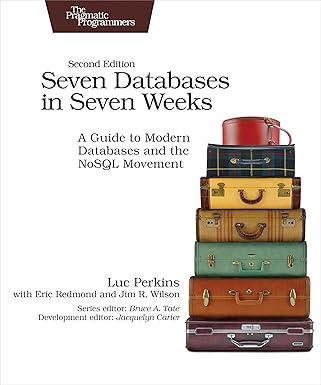 The
Pragmatic
Programmers
Second Edition
Seven Databases
in Seven Weeks
A Guide to Modern
Databases and the
NoSQL Movement
Luc Perkins
with Eric Redmond and Jim R. Wilson
Series editor: Bruce A. Tate
Development editor: Jacquelyn Carter